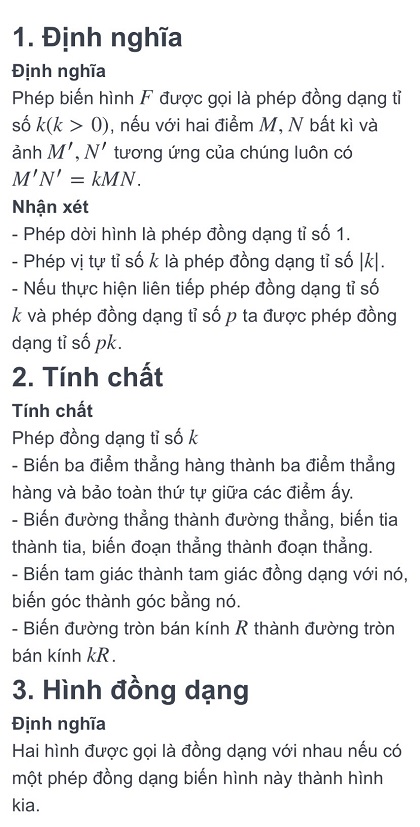 1. Định nghĩa
Định nghĩa
Phép biến hình F được gọi là phép đồng dạng tỉ
số k(k > 0), nếu với hai điểm M, N bất kì và
ảnh M′, N′ tương ứng của chúng luôn có
M′N′ = kMN.
Nhận xét
- Phép dời hình là phép đồng dạng tỉ số 1.
- Phép vị tự tỉ số k là phép đồng dạng tỉ số |k|.
- Nếu thực hiện liên tiếp phép đồng dạng tỉ số
k và phép đồng dạng tỉ số p ta được phép đồng
dạng tỉ số pk.
2. Tính chất
Tính chất
Phép đồng dạng tỉ số k
- Biến ba điểm thẳng hàng thành ba điểm thẳng
hàng và bảo toàn thứ tự giữa các điểm ấy.
- Biến đường thẳng thành đường thẳng, biến tia
thành tia, biến đoạn thẳng thành đoạn thẳng.
- Biến tam giác thành tam giác đồng dạng với nó,
biến góc thành góc bằng nó.
- Biến đường tròn bán kính R thành đường tròn
bán kính kR.
3. Hình đồng dạng
Định nghĩa
Hai hình được gọi là đồng dạng với nhau nếu có
một phép đồng dạng biến hình này thành hình
kia.